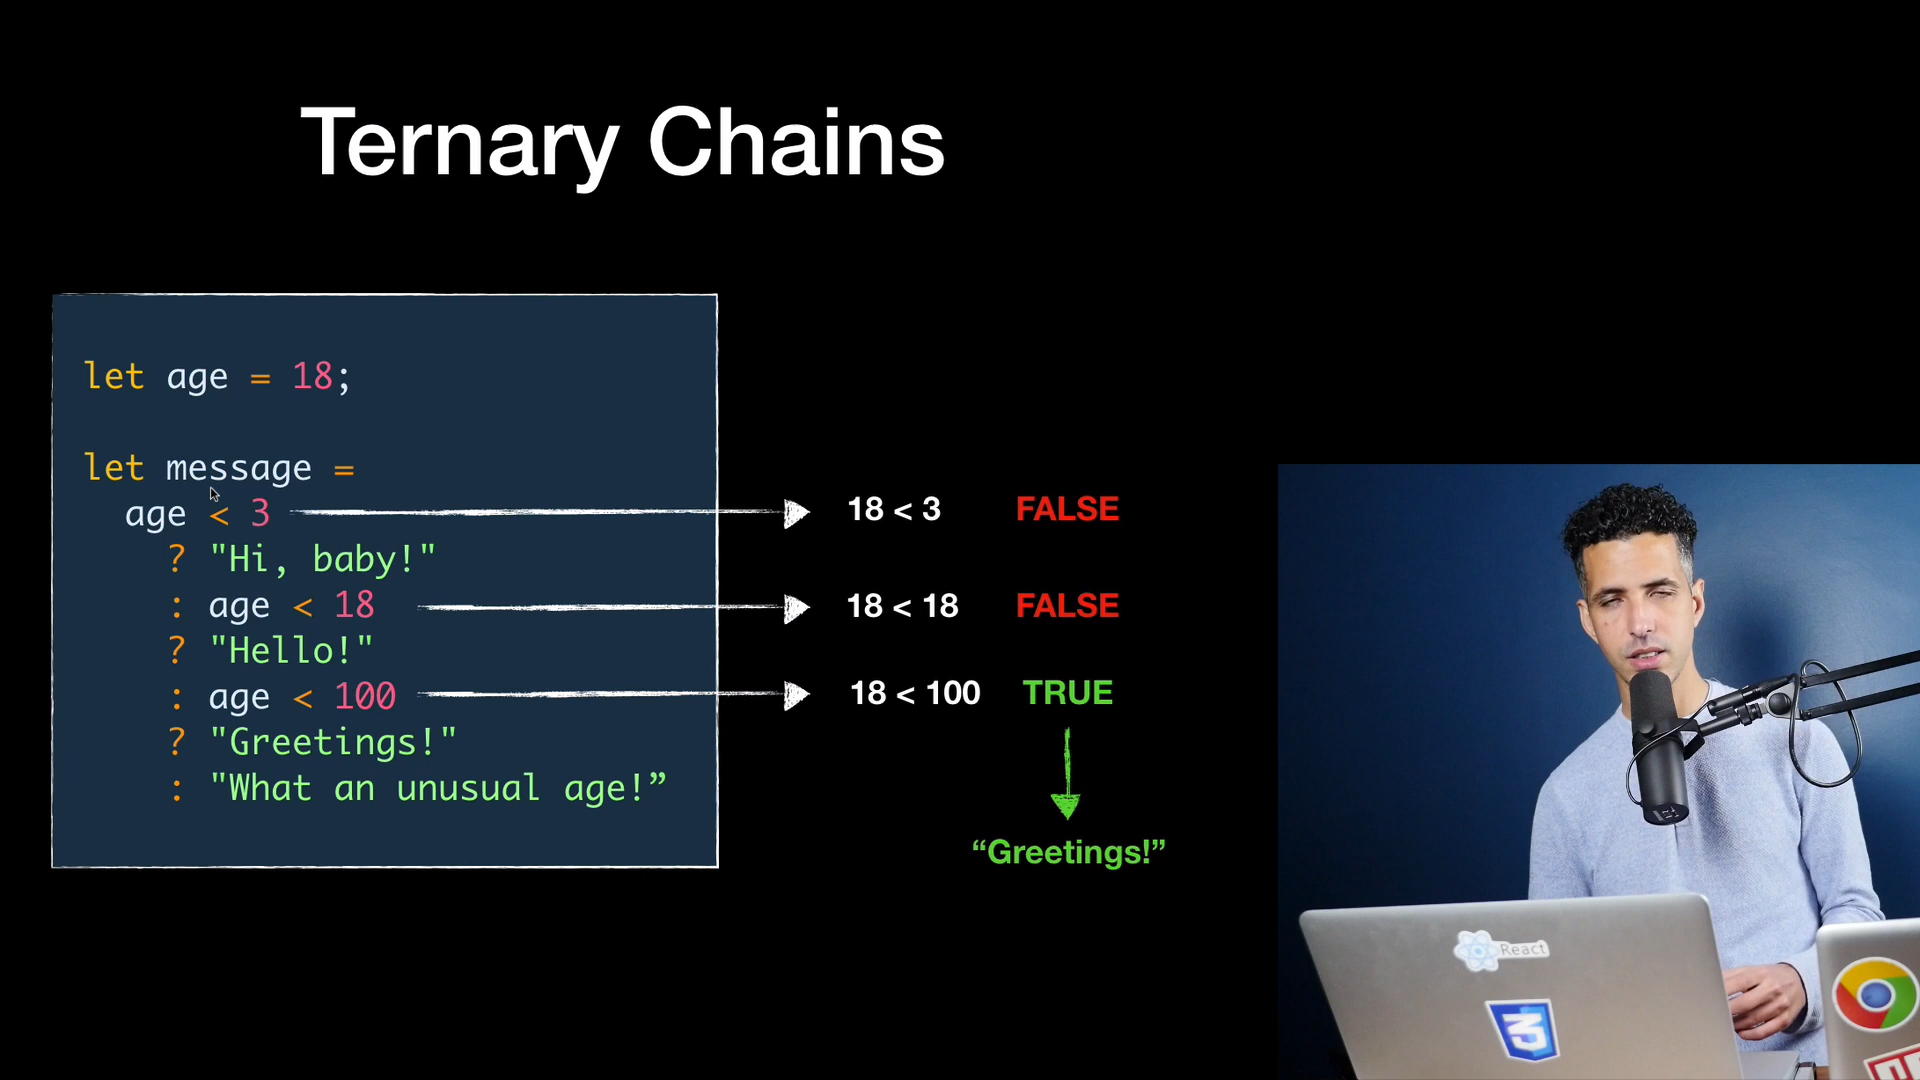 Ternary Chains
let age = 18;
let message =
age < 3
? "Hi, baby!"
: age < 18
? "Hello!"
: age < 100
? "Greetings!"
: "What an unusual age!”
18 < 3 FALSE
18 < 18 FALSE
18 < 100 TRUE
“Greetings!”
React
3